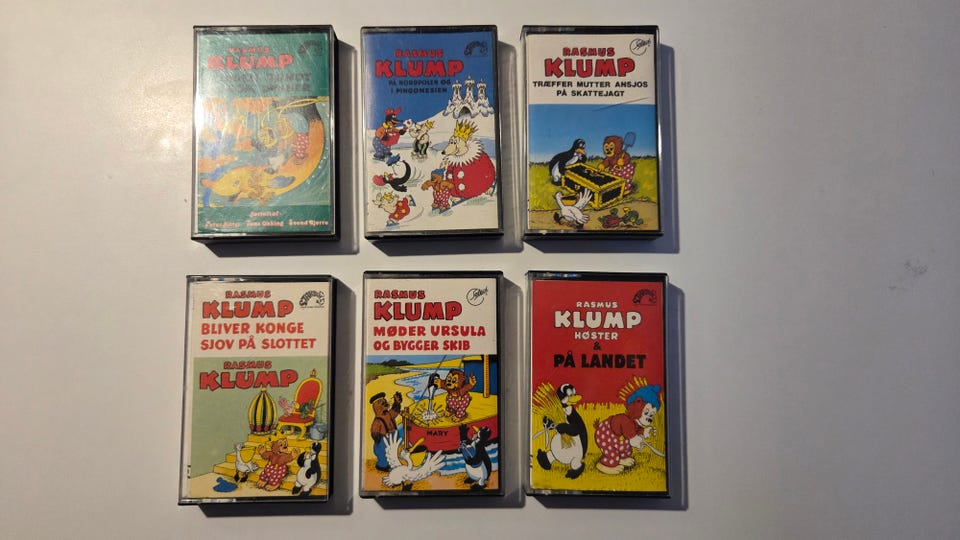 RASMUS
KLUMP
Fortalt af
RASMUS
KLUMP
PÅ NORDPOLEN OG
I PINGONESIEN
RASMUS
KLUMP
TRÆFFER MUTTER ANSJOS
PÅ SKATTEJAGT
RASMUS
KLUMP
BLIVER KONGE
SJOV PÅ SLOTTET
RASMUS
KLUMP
RASMUS
KLUMP
MØDER URSULA
OG BYGGER SKIB
MARY
RASMUS
KLUMP
HØSTER
&
PÅ LANDET